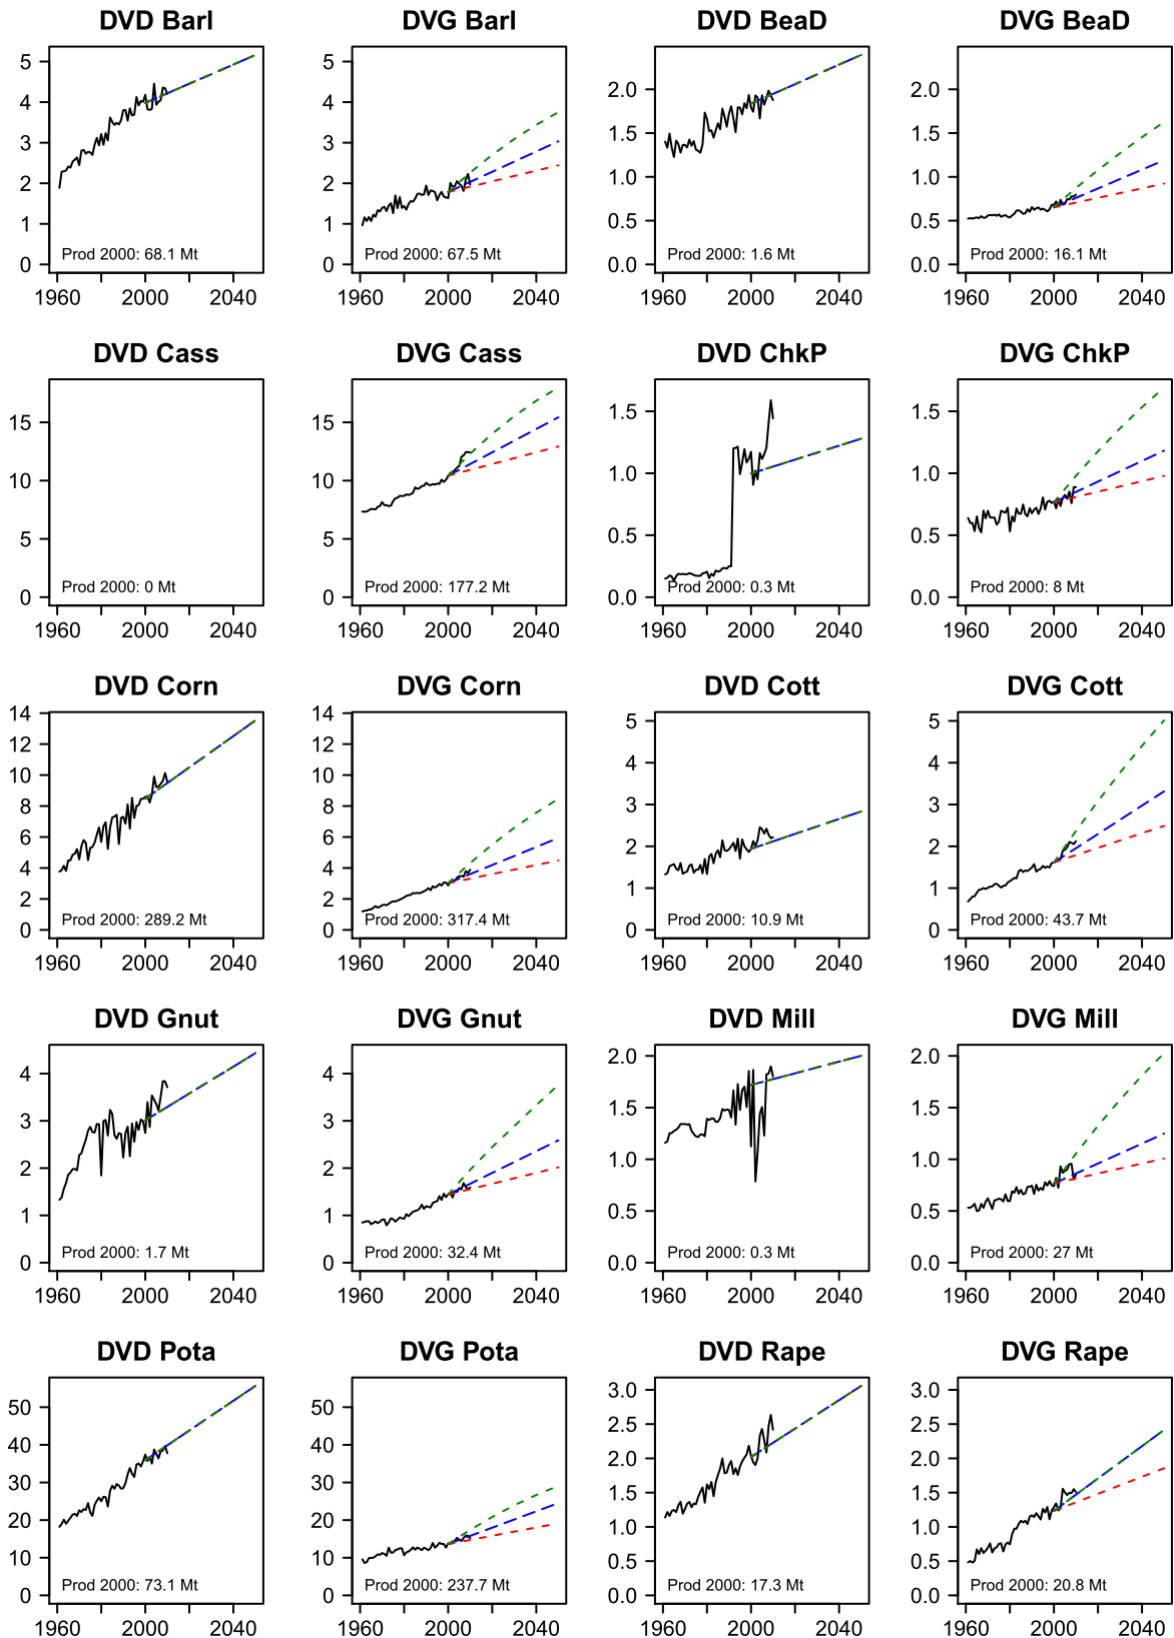 DVD Barl DVG Barl DVD BeaD DVG BeaD
5 5 2.0 2.0
4 4 1.5 1.5
3 3 1.0 1.0
2 2 0.5 0.5
1 1 0.0 0.0
0 0
Prod 2000: 68.1 Mt Prod 2000: 67.5 Mt Prod 2000: 1.6 Mt Prod 2000: 16.1 Mt
1960 2000 2040 1960 2000 2040 1960 2000 2040 1960 2000 2040
DVD Cass DVG Cass DVD ChkP DVG ChkP
15 15 1.5 1.5
10 10 1.0 1.0
5 5 0.5 0.5
0 0 0.0 0.0
Prod 2000: 0 Mt Prod 2000: 177.2 Mt Prod 2000: 0.3 Mt Prod 2000: 8 Mt
1960 2000 2040 1960 2000 2040 1960 2000 2040 1960 2000 2040
DVD Corn DVG Corn DVD Cott DVG Cott
14 14 5 5
12 12 4 4
10 10 3 3
8 8 2 2
6 6 1 1
4 4 0 0
2 2
0 0
Prod 2000: 289.2 Mt Prod 2000: 317.4 Mt Prod 2000: 10.9 Mt Prod 2000: 43.7 Mt
1960 2000 2040 1960 2000 2040 1960 2000 2040 1960 2000 2040
DVD Gnut DVG Gnut DVD Mill DVG Mill
4 4 2.0 2.0
3 3 1.5 1.5
2 2 1.0 1.0
1 1 0.5 0.5
0 0 0.0 0.0
Prod 2000: 1.7 Mt Prod 2000: 32.4 Mt Prod 2000: 0.3 Mt Prod 2000: 27 Mt
1960 2000 2040 1960 2000 2040 1960 2000 2040 1960 2000 2040
DVD Pota DVG Pota DVD Rape DVG Rape
50 50 3.0 3.0
40 40 2.5 2.5
30 30 2.0 2.0
20 20 1.5 1.5
10 10 1.0 1.0
0 0 0.5 0.5
0.0 0.0
Prod 2000: 73.1 Mt Prod 2000: 237.7 Mt Prod 2000: 17.3 Mt Prod 2000: 20.8 Mt
1960 2000 2040 1960 2000 2040 1960 2000 2040 1960 2000 2040